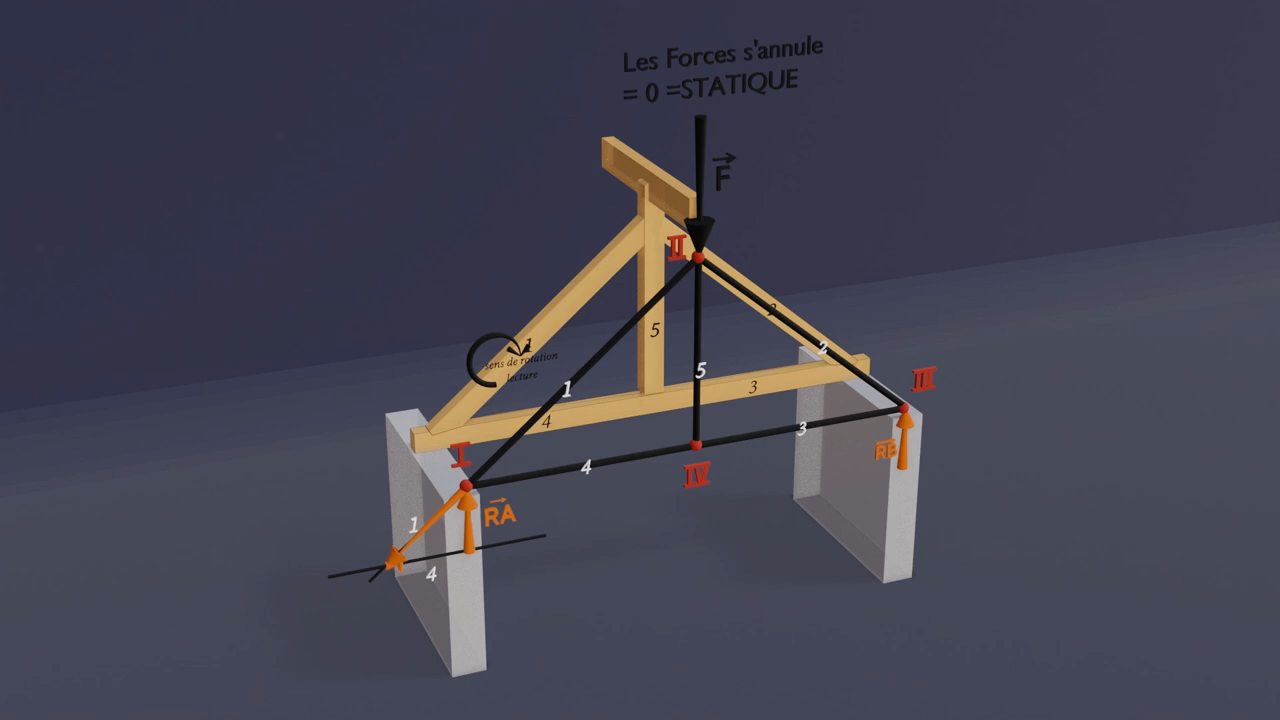 Les Forces s'annule
= 0 =STATIQUE
F
II
1
sens de rotation
lecture
5
2
2
1
5
3
III
4
3
I
4
IV
RB
RA
1
4